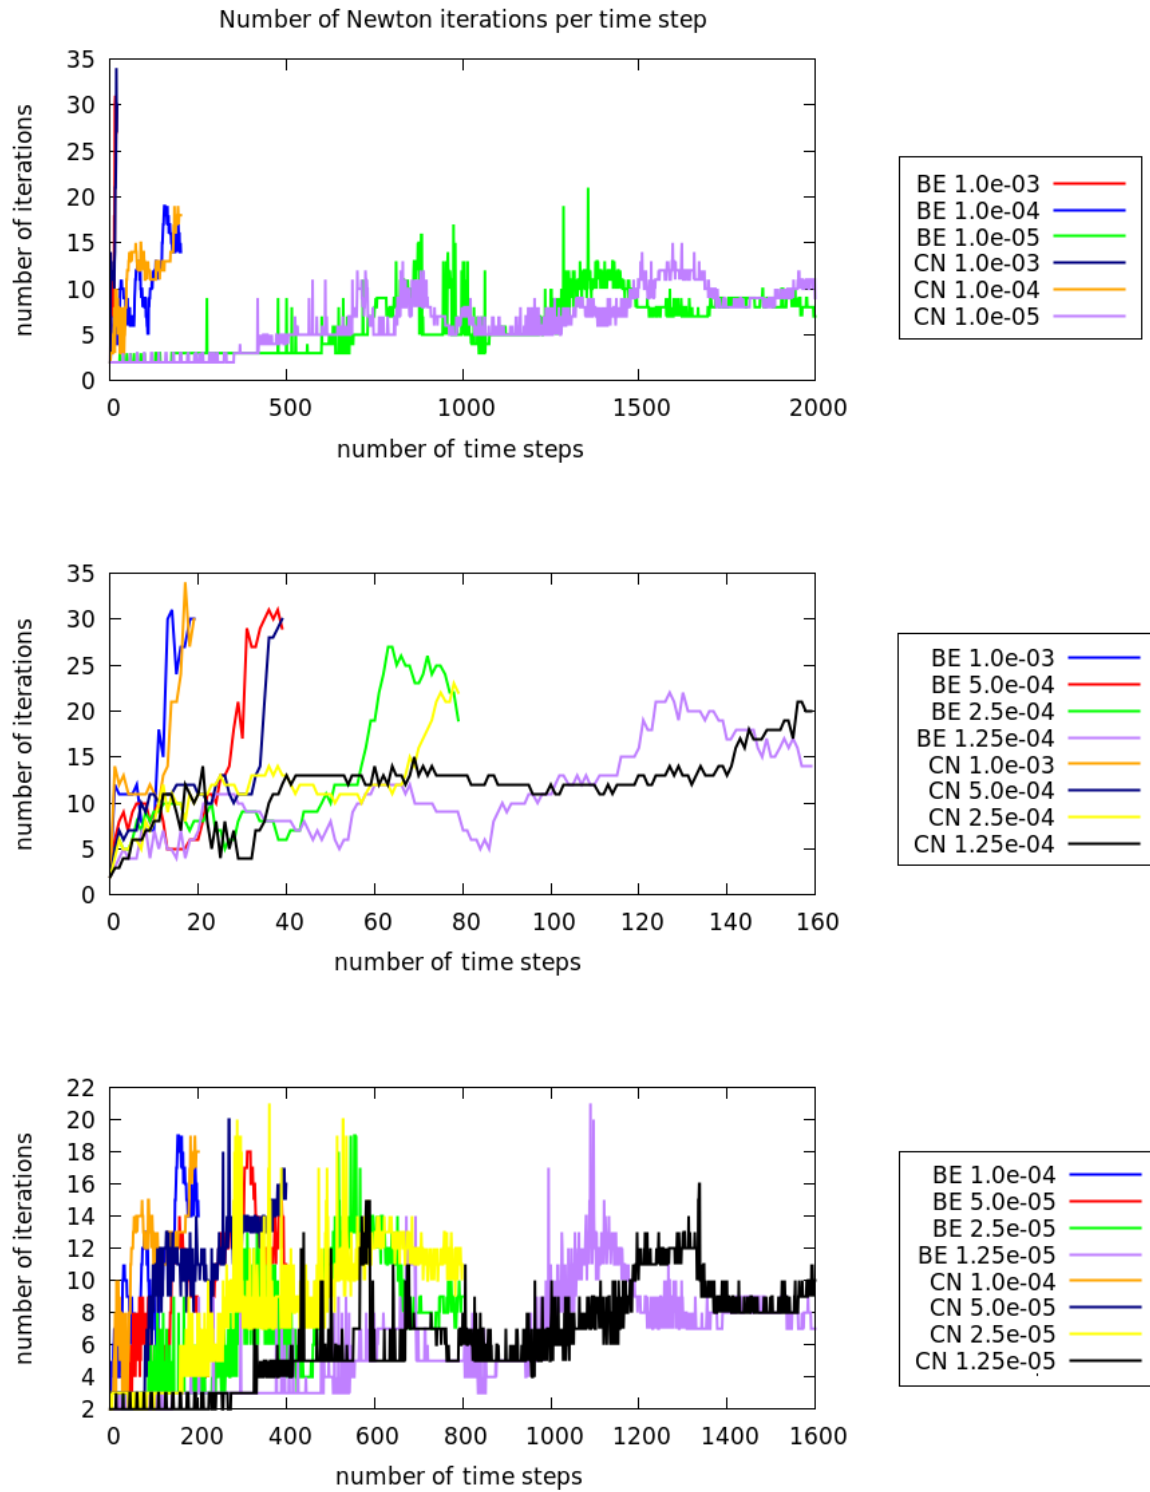 Number of Newton iterations per time step
35
30
25
20
15
10
5
0
number of iterations
0 500 1000 1500 2000
number of time steps
BE 1.0e-03
BE 1.0e-04
BE 1.0e-05
CN 1.0e-03
CN 1.0e-04
CN 1.0e-05
35
30
25
20
15
10
5
0
number of iterations
0 20 40 60 80 100 120 140 160
number of time steps
BE 1.0e-03
BE 5.0e-04
BE 2.5e-04
BE 1.25e-04
CN 1.0e-03
CN 5.0e-04
CN 2.5e-04
CN 1.25e-04
22
20
18
16
14
12
10
8
6
4
2
number of iterations
0 200 400 600 800 1000 1200 1400 1600
number of time steps
BE 1.0e-04
BE 5.0e-05
BE 2.5e-05
BE 1.25e-05
CN 1.0e-04
CN 5.0e-05
CN 2.5e-05
CN 1.25e-05